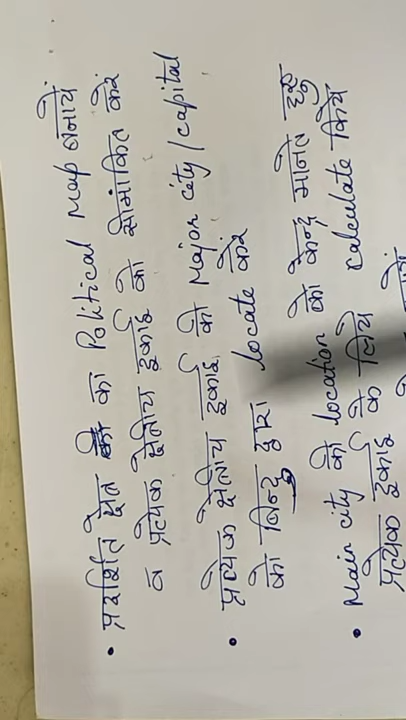 • प्रदर्शित क्षेत्र का Political Map बनायें
व प्रत्येक क्षेत्रीय इकाई को सीमांकित करें
• प्रत्येक क्षेत्रीय इकाई की Major city / capital
को बिन्दु द्वारा locate करें
• Main city की location को केन्द्र मानते हुए
प्रत्येक इकाई के लिये calculate किये